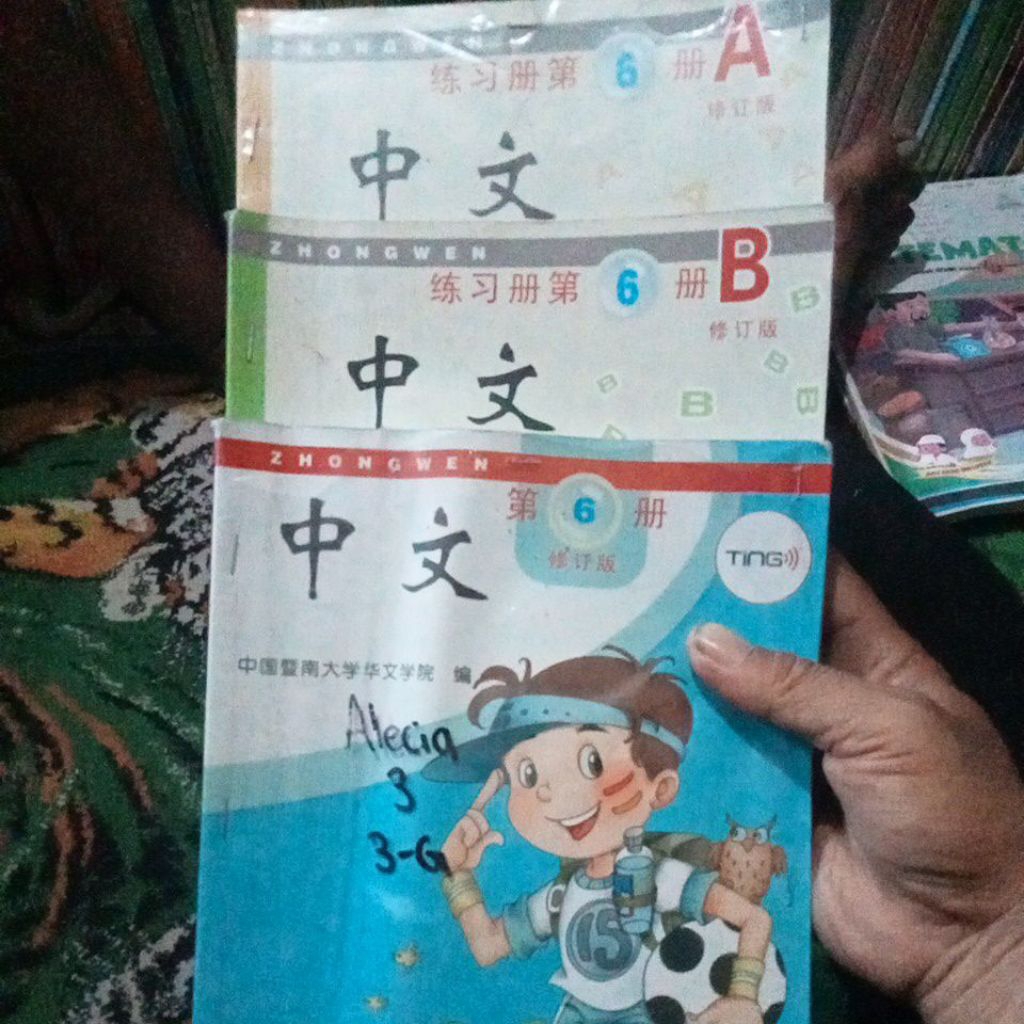 ZHONGWEN
练习册第 6 册 A
修订版
中文
ZHONGWEN
练习册第 6 册 B
修订版
中文
ZHONGWEN
第 6 册
修订版
中文
TING
中国暨南大学华文学院 编
Alecia
3
3-G
15
TEMAT